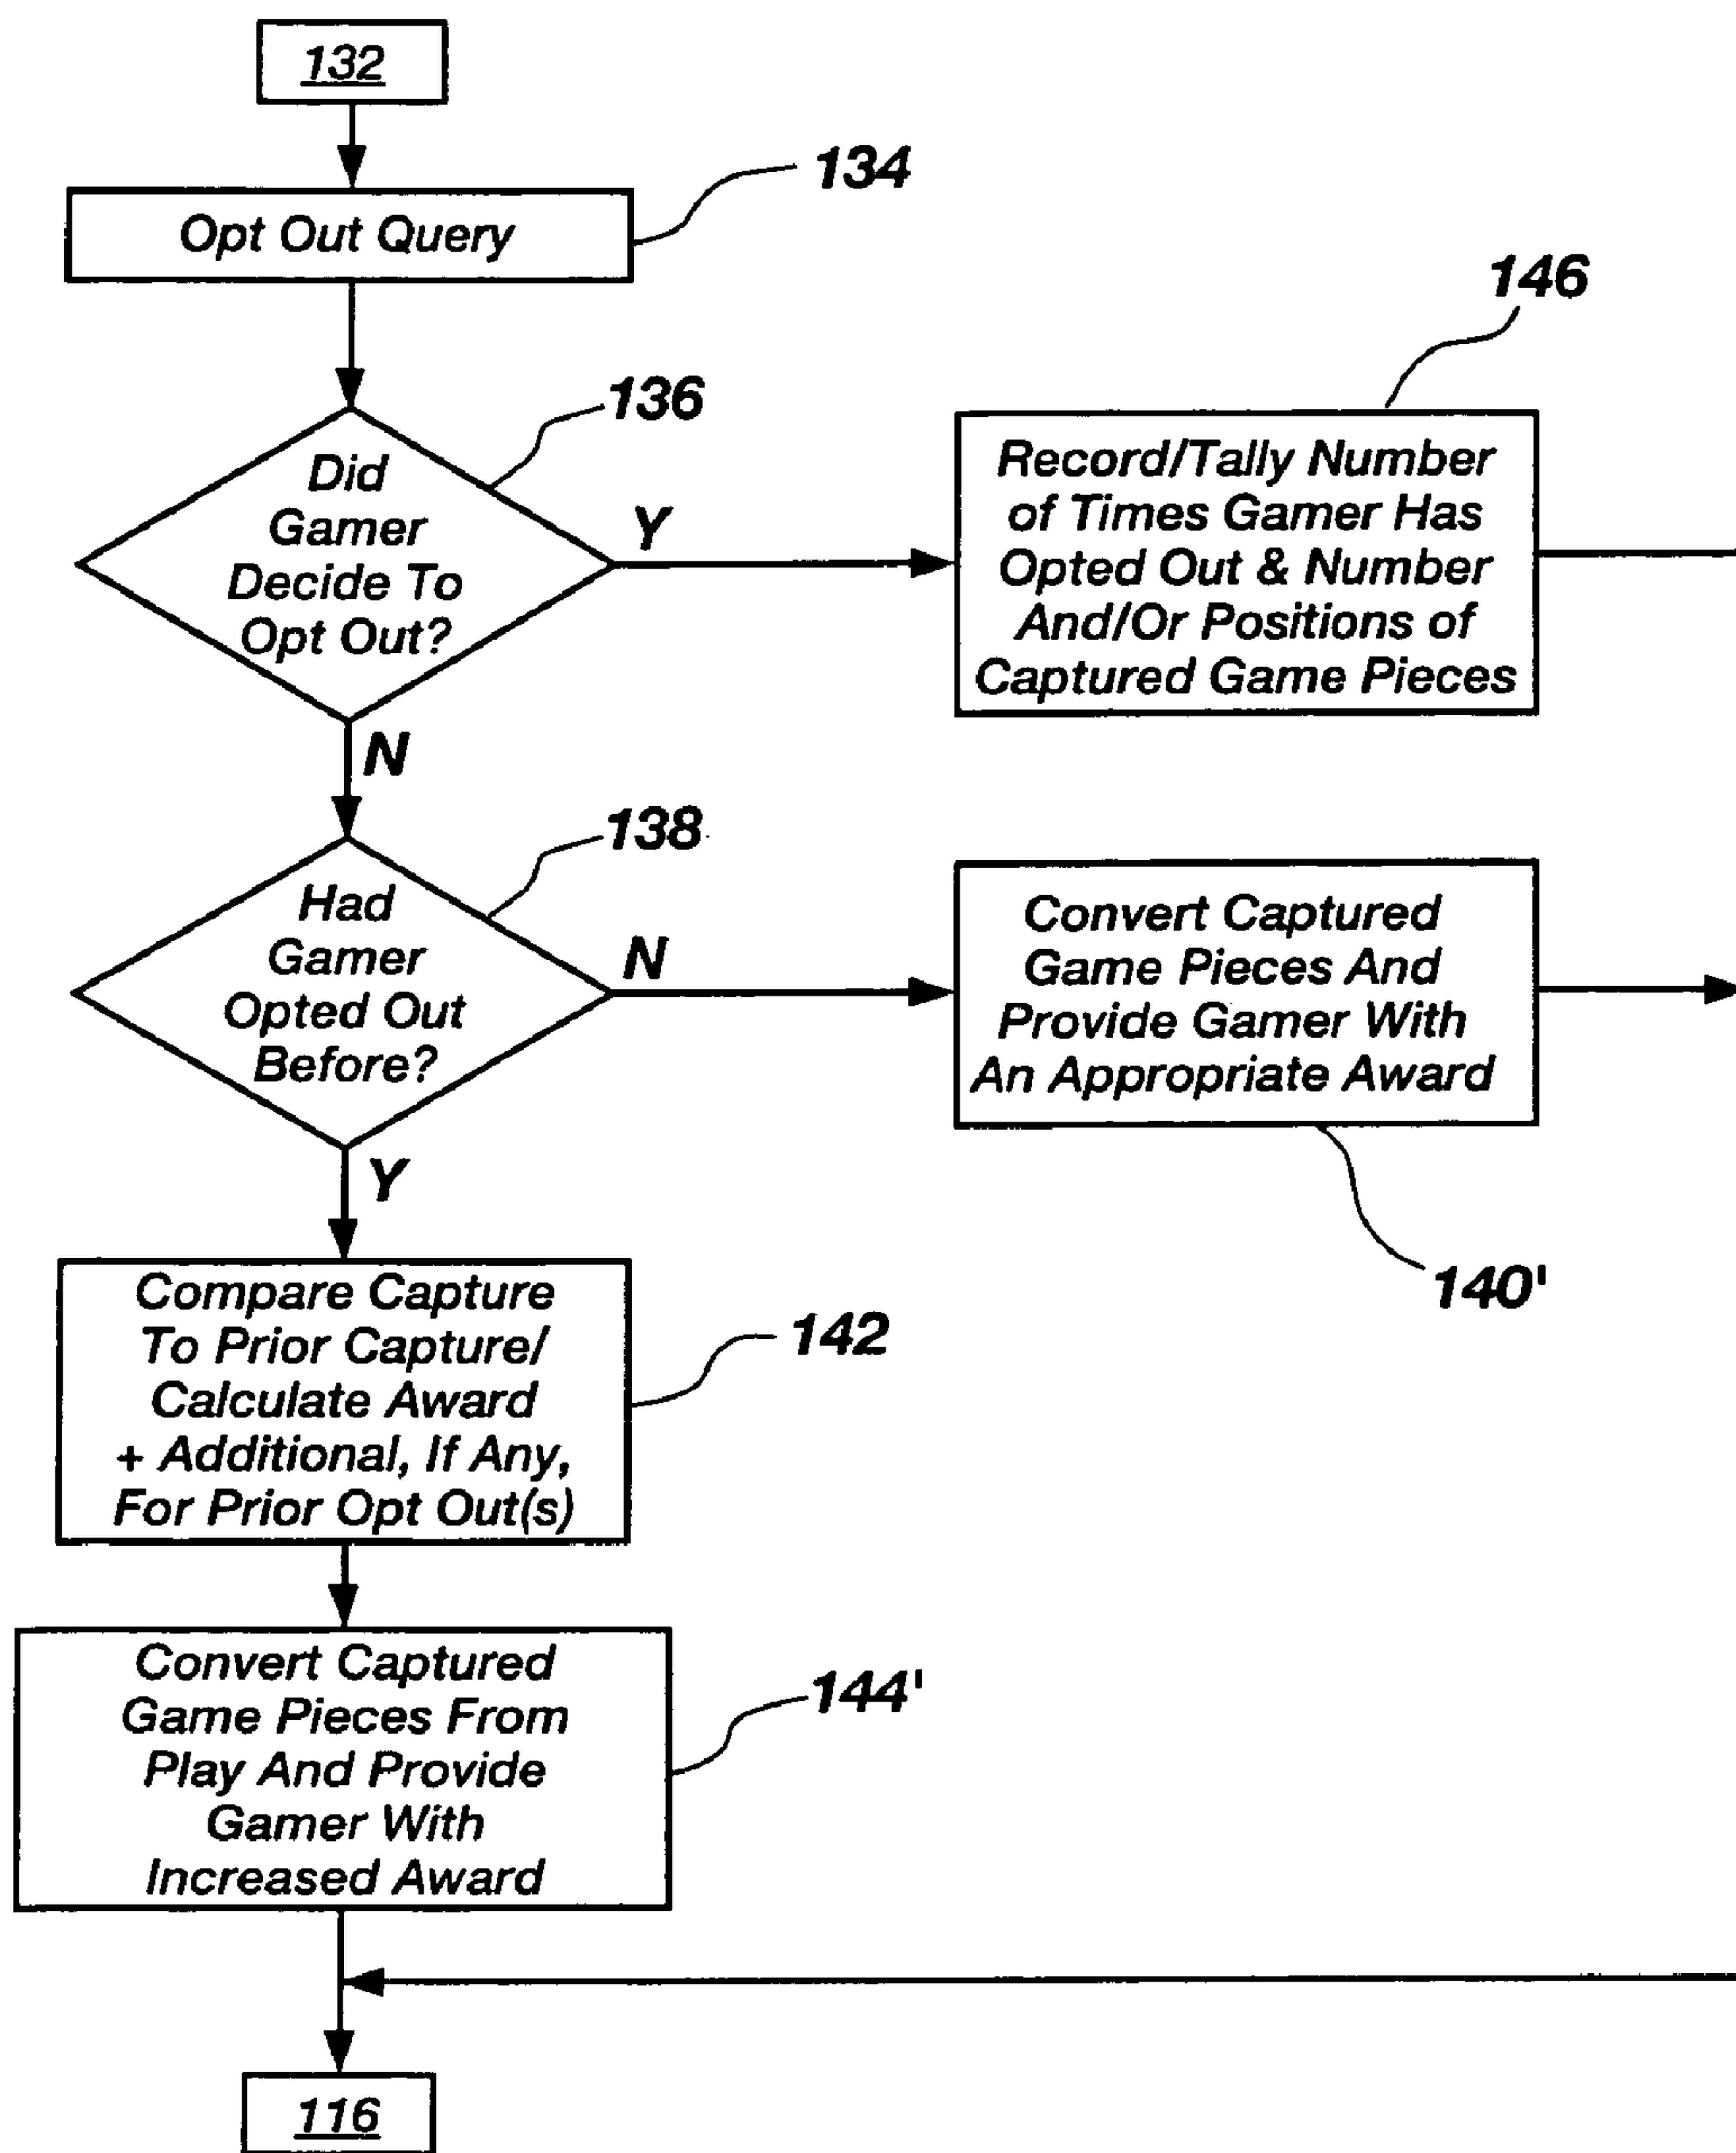 132
134
Opt Out Query
146
136
Did
Gamer
Decide To
Opt Out?
Y
Record/Tally Number
of Times Gamer Has
Opted Out & Number
And/Or Positions of
Captured Game Pieces
N
138
Had
Gamer
Opted Out
Before?
N
Convert Captured
Game Pieces And
Provide Gamer With
An Appropriate Award
Y
140'
Compare Capture
To Prior Capture/
Calculate Award
+ Additional, If Any,
For Prior Opt Out(s)
142
Convert Captured
Game Pieces From
Play And Provide
Gamer With
Increased Award
144'
116